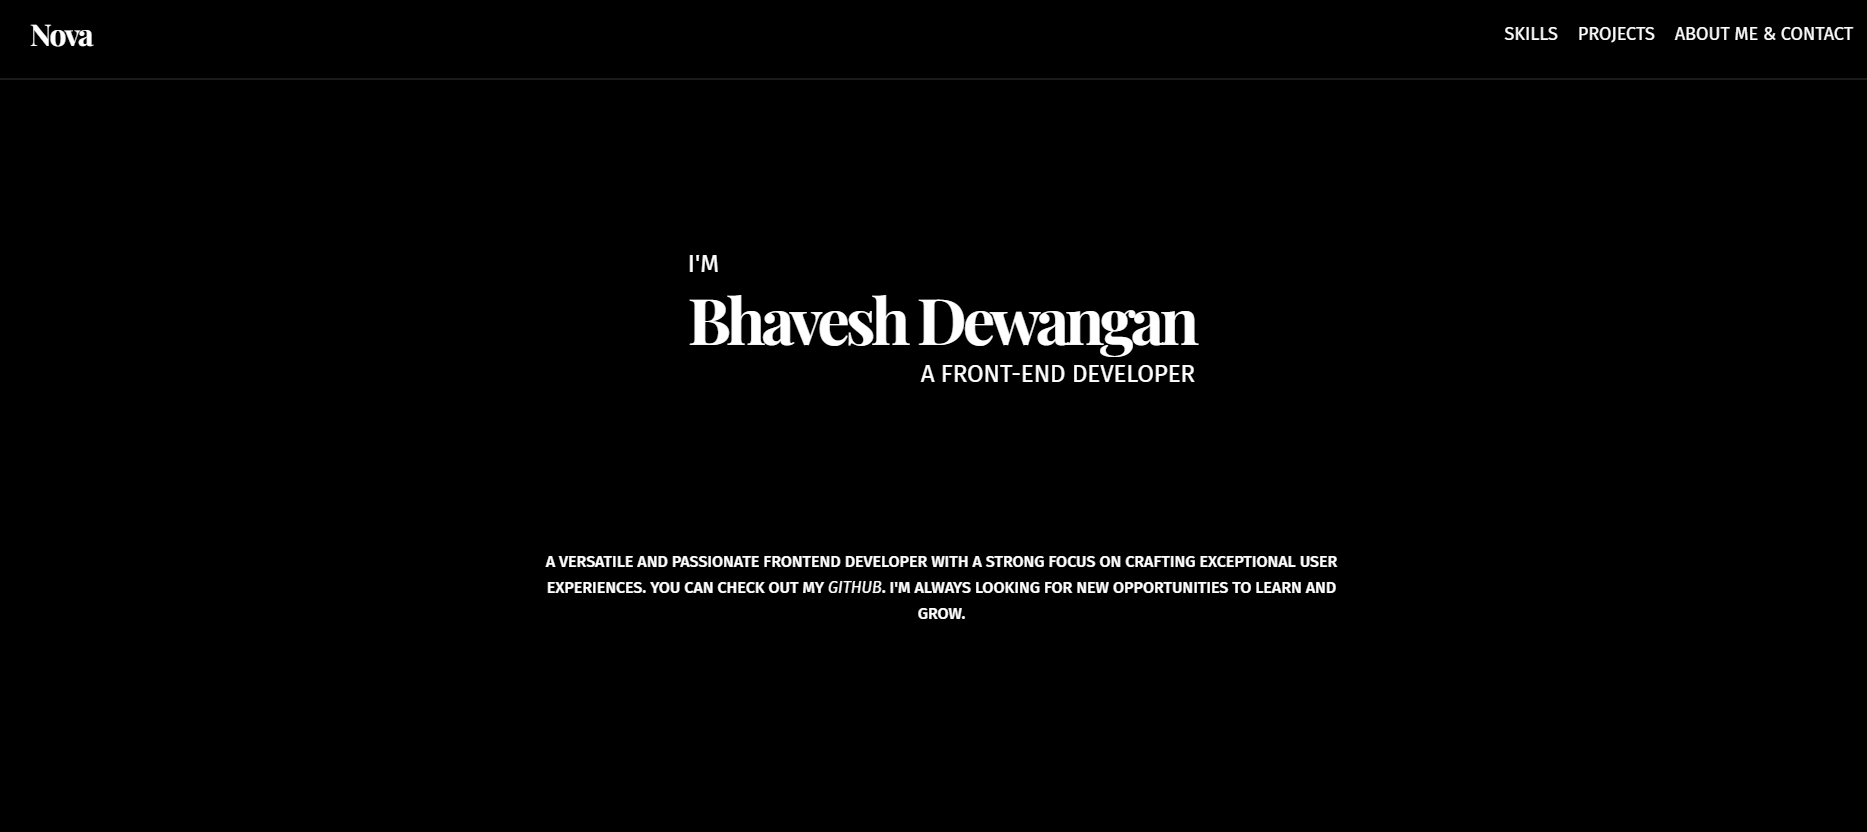 Nova
SKILLS PROJECTS ABOUT ME & CONTACT
I'M
Bhavesh Dewangan
A FRONT-END DEVELOPER
A VERSATILE AND PASSIONATE FRONTEND DEVELOPER WITH A STRONG FOCUS ON CRAFTING EXCEPTIONAL USER
EXPERIENCES. YOU CAN CHECK OUT MY GITHUB. I'M ALWAYS LOOKING FOR NEW OPPORTUNITIES TO LEARN AND
GROW.